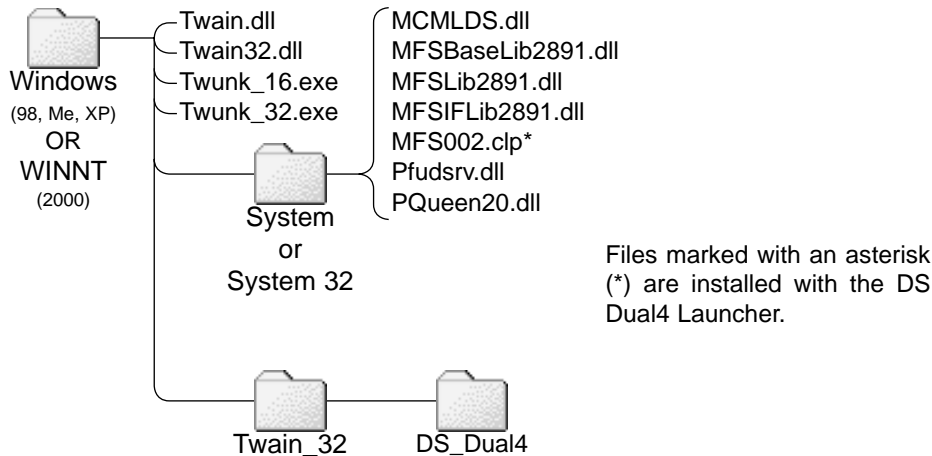 Windows
(98, Me, XP)
OR
WINNT
(2000)
Twain.dll
Twain32.dll
Twunk_16.exe
Twunk_32.exe
System
or
System 32
MCMLDS.dll
MFSBaseLib2891.dll
MFSLib2891.dll
MFSIFLib2891.dll
MFS002.clp*
Pfudsrv.dll
PQueen20.dll
Files marked with an asterisk
(*) are installed with the DS
Dual4 Launcher.
Twain_32
DS_Dual4